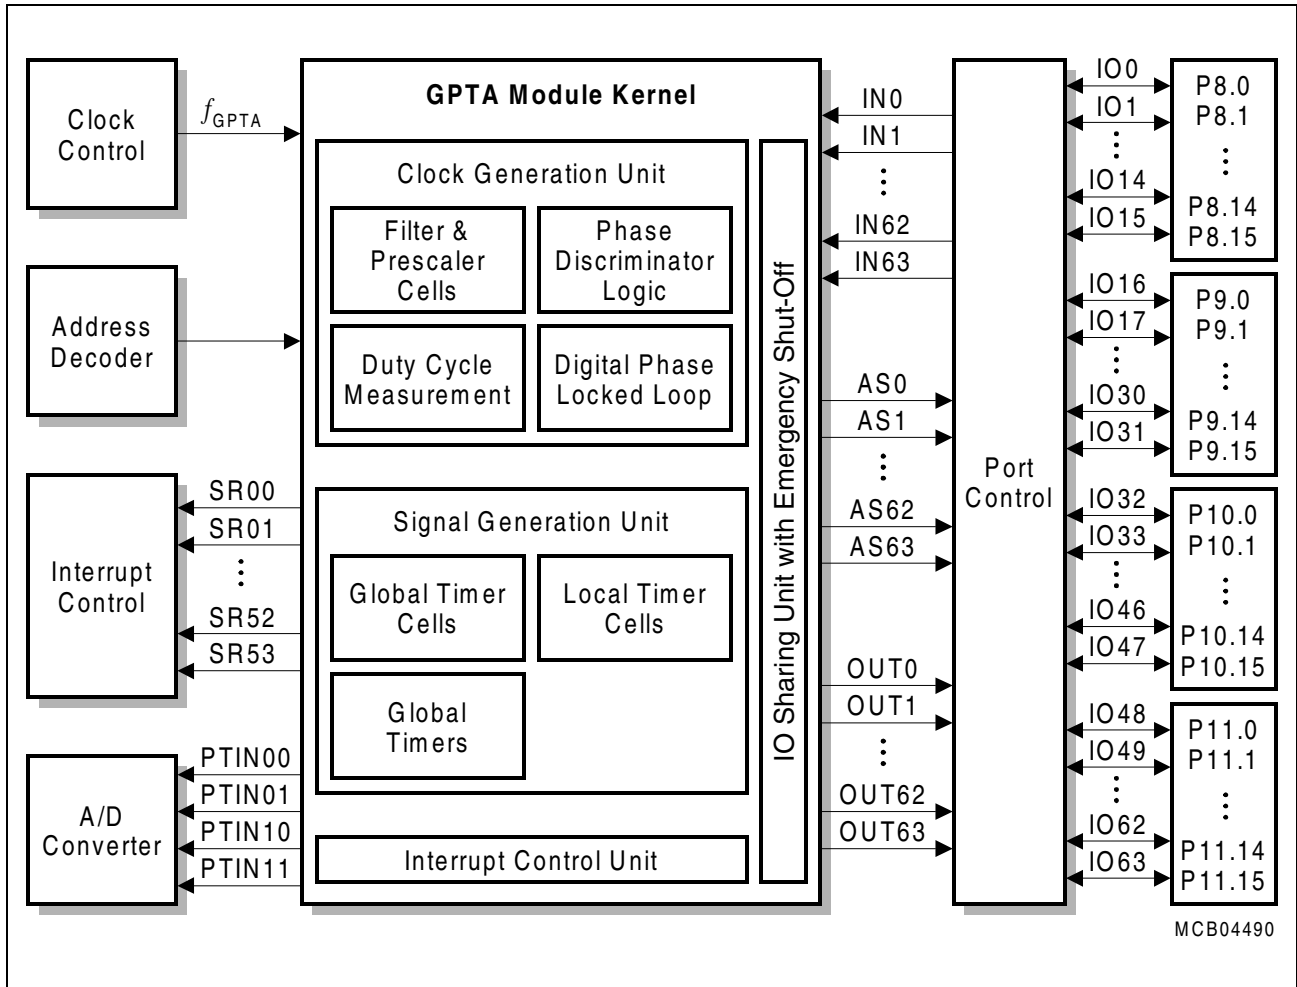 Clock
Control
fGPTA
Address
Decoder
Interrupt
Control
SR00
SR01
SR52
SR53
A/D
Converter
PTIN00
PTIN01
PTIN10
PTIN11
GPTA Module Kernel
Clock Generation Unit
Filter &
Prescaler
Cells
Phase
Discriminator
Logic
Duty Cycle
Measurement
Digital Phase
Locked Loop
Signal Generation Unit
Global Timer
Cells
Local Timer
Cells
Global
Timers
Interrupt Control Unit
IO Sharing Unit with Emergency Shut-Off
IN0
IN1
IN62
IN63
AS0
AS1
AS62
AS63
OUT0
OUT1
OUT62
OUT63
Port
Control
IO0
IO1
IO14
IO15
P8.0
P8.1
P8.14
P8.15
IO16
IO17
IO30
IO31
P9.0
P9.1
P9.14
P9.15
IO32
IO33
IO46
IO47
P10.0
P10.1
P10.14
P10.15
IO48
IO49
IO62
IO63
P11.0
P11.1
P11.14
P11.15
MCB04490